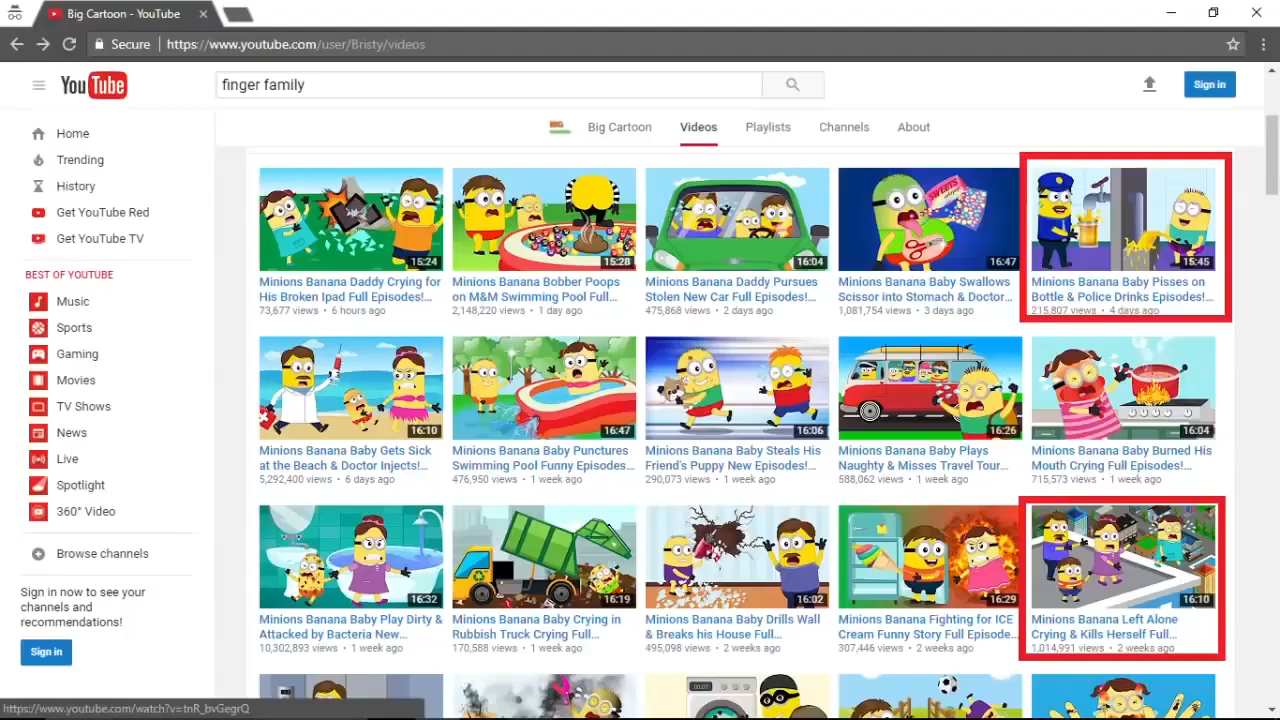 Big Cartoon - YouTube
Secure
https://www.youtube.com/user/Bristy/videos
YouTube
finger family
Sign in
Big Cartoon
Videos
Playlists
Channels
About
Home
Trending
History
Get YouTube Red
Get YouTube TV
BEST OF YOUTUBE
Music
Sports
Gaming
Movies
TV Shows
News
Live
Spotlight
360° Video
Browse channels
Sign in now to see your
channels and
recommendations!
Sign in
15:24
Minions Banana Daddy Crying for
His Broken Ipad Full Episodes!...
73,677 views • 6 hours ago
15:28
Minions Banana Bobber Poops
on M&M Swimming Pool Full...
2,148,220 views • 1 day ago
16:04
Minions Banana Daddy Pursues
Stolen New Car Full Episodes!...
475,868 views • 2 days ago
16:47
Minions Banana Baby Swallows
Scissor into Stomach & Doctor...
1,081,754 views • 3 days ago
15:45
Minions Banana Baby Pisses on
Bottle & Police Drinks Episodes!...
215,807 views • 4 days ago
16:10
Minions Banana Baby Gets Sick
at the Beach & Doctor Injects!...
5,292,400 views • 6 days ago
16:47
Minions Banana Baby Punctures
Swimming Pool Funny Episodes...
476,950 views • 1 week ago
16:06
Minions Banana Baby Steals His
Friend's Puppy New Episodes!...
290,073 views • 1 week ago
16:26
Minions Banana Baby Plays
Naughty & Misses Travel Tour...
588,062 views • 1 week ago
16:04
Minions Banana Baby Burned His
Mouth Crying Full Episodes!...
715,573 views • 1 week ago
16:32
Minions Banana Baby Play Dirty &
Attacked by Bacteria New...
10,302,893 views • 1 week ago
16:19
Minions Banana Baby Crying in
Rubbish Truck Crying Full...
170,588 views • 1 week ago
16:02
Minions Banana Baby Drills Wall
& Breaks his House Full...
495,098 views • 2 weeks ago
16:29
Minions Banana Fighting for ICE
Cream Funny Story Full Episode...
307,446 views • 2 weeks ago
16:10
Minions Banana Left Alone
Crying & Kills Herself Full...
1,014,991 views • 2 weeks ago
https://www.youtube.com/watch?v=tnR_bvGegrQ